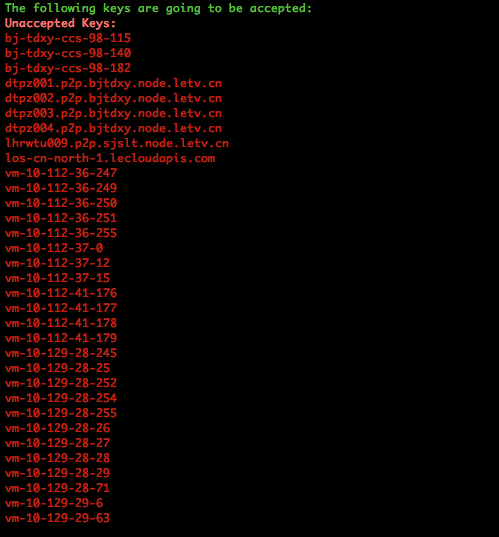 The following keys are going to be accepted:
Unaccepted Keys:
bj-tdxy-ccs-98-115
bj-tdxy-ccs-98-140
bj-tdxy-ccs-98-182
dtpz001.p2p.bjtdxy.node.letv.cn
dtpz002.p2p.bjtdxy.node.letv.cn
dtpz003.p2p.bjtdxy.node.letv.cn
dtpz004.p2p.bjtdxy.node.letv.cn
lhrwtu009.p2p.sjslt.node.letv.cn
los-cn-north-1.lecloudapis.com
vm-10-112-36-247
vm-10-112-36-249
vm-10-112-36-250
vm-10-112-36-251
vm-10-112-36-255
vm-10-112-37-0
vm-10-112-37-12
vm-10-112-37-15
vm-10-112-41-176
vm-10-112-41-177
vm-10-112-41-178
vm-10-112-41-179
vm-10-129-28-245
vm-10-129-28-25
vm-10-129-28-252
vm-10-129-28-254
vm-10-129-28-255
vm-10-129-28-26
vm-10-129-28-27
vm-10-129-28-28
vm-10-129-28-29
vm-10-129-28-71
vm-10-129-29-6
vm-10-129-29-63